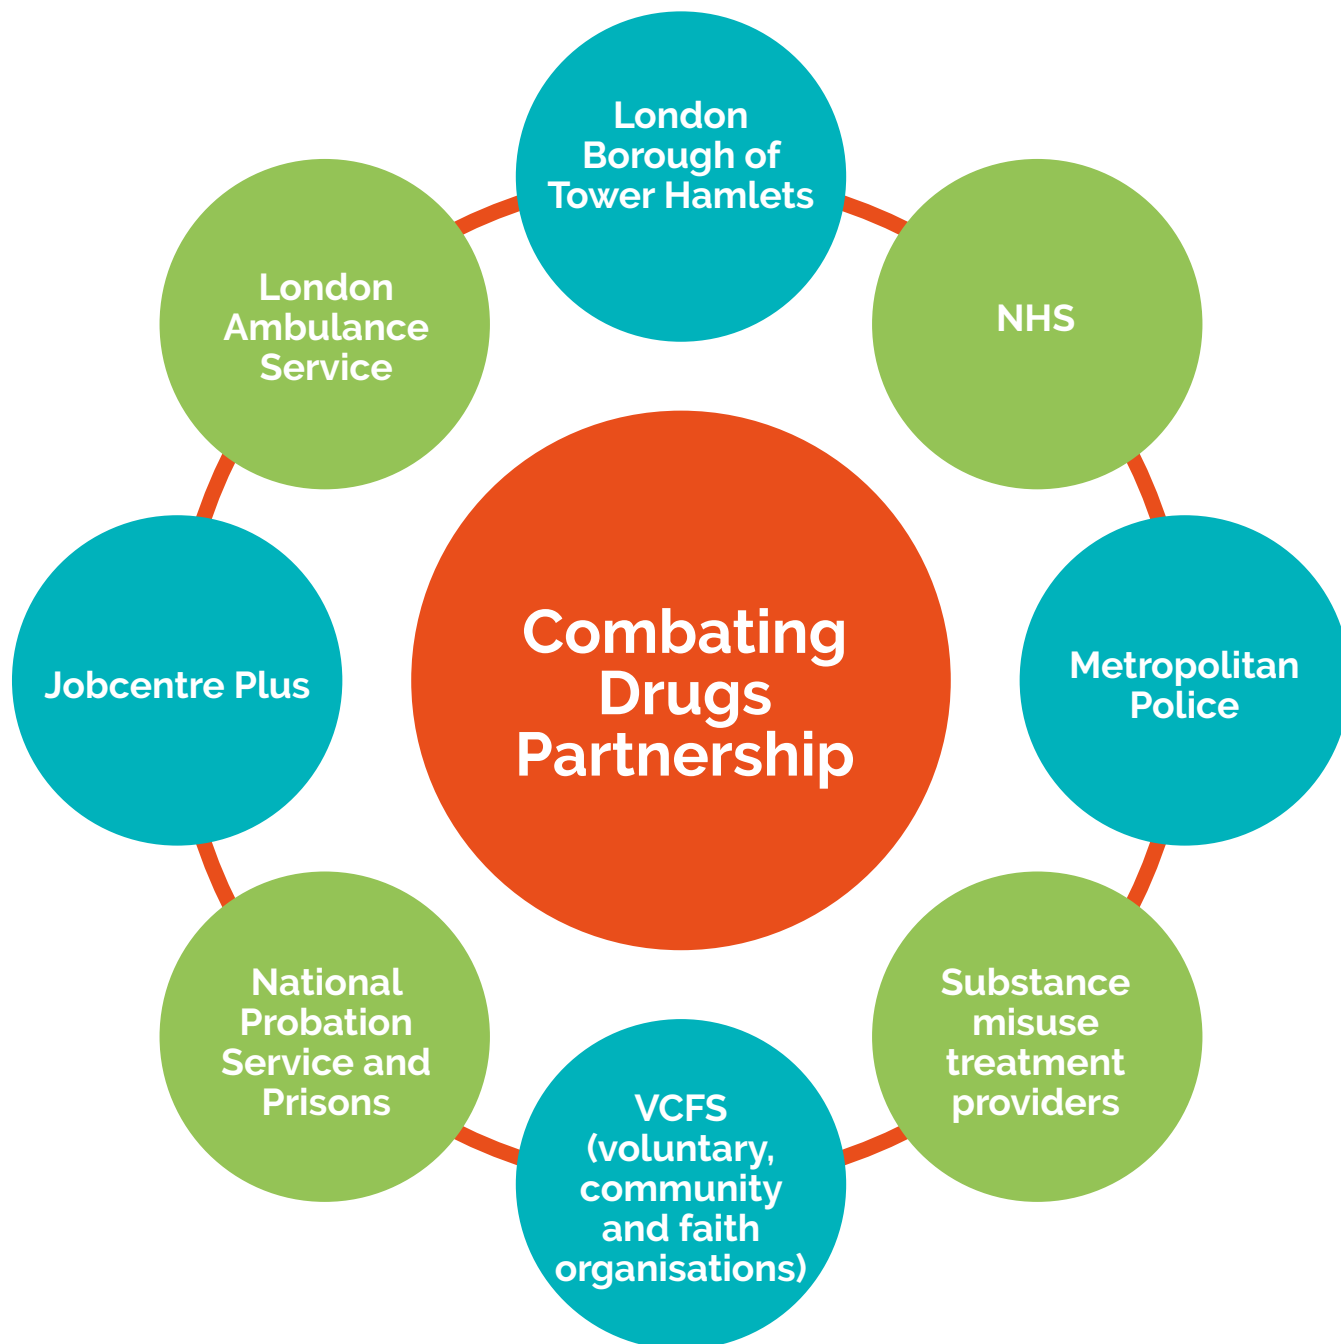 London
Borough of
Tower Hamlets
NHS
Metropolitan
Police
Substance
misuse
treatment
providers
VCFS
(voluntary,
community
and faith
organisations)
National
Probation
Service and
Prisons
Jobcentre Plus
London
Ambulance
Service
Combating
Drugs
Partnership